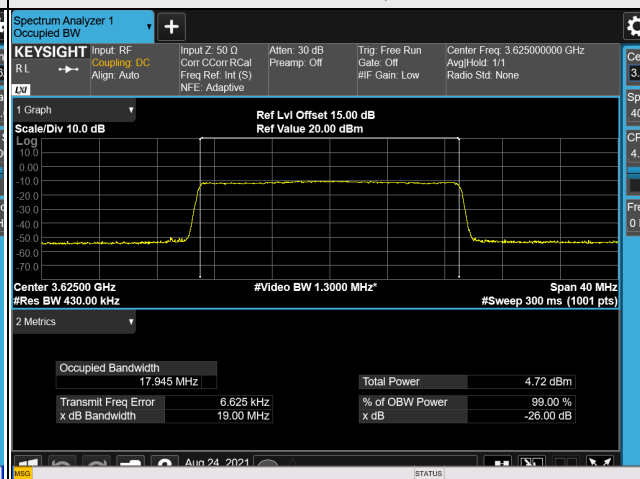 Spectrum Analyzer 1
Occupied BW
KEYSIGHT Input: RF Input Z: 50 Ω Atten: 30 dB Trig: Free Run Center Freq: 3.625000000 GHz
R L Coupling: DC Corr CCorr RCal Preamp: Off Gate: Off Avg|Hold: 1/1
Align: Auto Freq Ref: Int (S) #IF Gain: Low Radio Std: None
LXI NFE: Adaptive
1 Graph
Ref Lvl Offset 15.00 dB
Scale/Div 10.0 dB Ref Value 20.00 dBm
Log
10.0
0.00
-10.0
-20.0
-30.0
-40.0
-50.0
-60.0
-70.0
Center 3.62500 GHz #Video BW 1.3000 MHz* Span 40 MHz
#Res BW 430.00 kHz #Sweep 300 ms (1001 pts)
2 Metrics
Occupied Bandwidth
17.945 MHz Total Power 4.72 dBm
Transmit Freq Error 6.625 kHz % of OBW Power 99.00 %
x dB Bandwidth 19.00 MHz x dB -26.00 dB
Aug 24, 2021
MSG STATUS